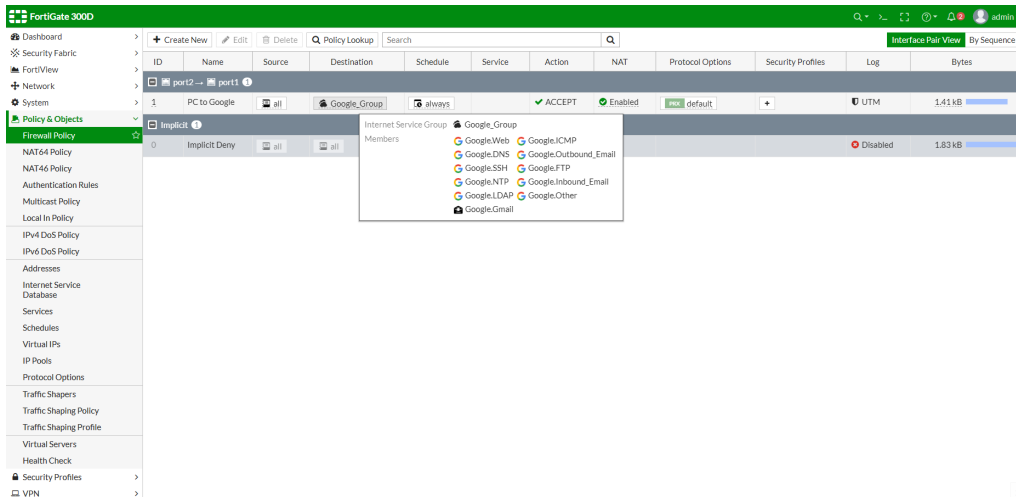 FortiGate 300D
admin
Dashboard
Security Fabric
FortiView
Network
System
Policy & Objects
Firewall Policy
NAT64 Policy
NAT46 Policy
Authentication Rules
Multicast Policy
Local In Policy
IPv4 DoS Policy
IPv6 DoS Policy
Addresses
Internet Service
Database
Services
Schedules
Virtual IPs
IP Pools
Protocol Options
Traffic Shapers
Traffic Shaping Policy
Traffic Shaping Profile
Virtual Servers
Health Check
Security Profiles
VPN
+ Create New Edit Delete Policy Lookup Search Interface Pair View By Sequence
ID Name Source Destination Schedule Service Action NAT Protocol Options Security Profiles Log Bytes
port2 → port1 1
1 PC to Google all Google_Group always ACCEPT Enabled PRX default + UTM 1.41 kB
Implicit 1
0 Implicit Deny all all Disabled 1.83 kB
Internet Service Group Google_Group
Members Google.Web Google.ICMP
Google.DNS Google.Outbound_Email
Google.SSH Google.FTP
Google.NTP Google.Inbound_Email
Google.LDAP Google.Other
Google.Gmail